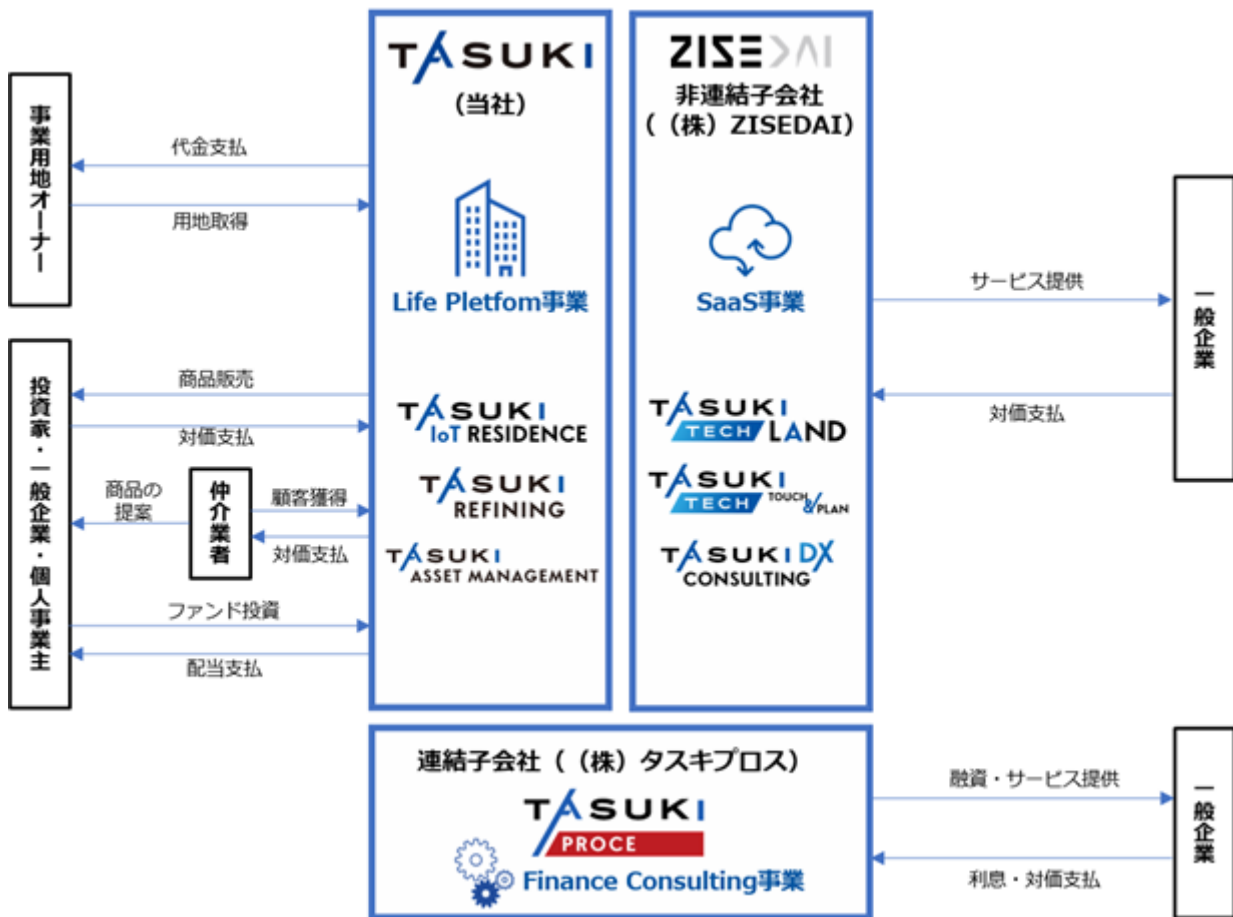 TASUKI
(当社)
ZISEDAI
非連結子会社
((株)ZISEDAI)
事業用地オーナー
代金支払
用地取得
Life Pletfom事業
SaaS事業
サービス提供
対価支払
一般企業
投資家・一般企業・個人事業主
商品販売
対価支払
商品の
提案
仲介業者
顧客獲得
対価支払
ファンド投資
配当支払
TASUKI
IoT RESIDENCE
TASUKI
REFINING
TASUKI
ASSET MANAGEMENT
TASUKI
TECH LAND
TASUKI
TECH TOUCH
&PLAN
TASUKI DX
CONSULTING
連結子会社((株)タスキプロス)
TASUKI
PROCE
Finance Consulting事業
融資・サービス提供
利息・対価支払
一般企業